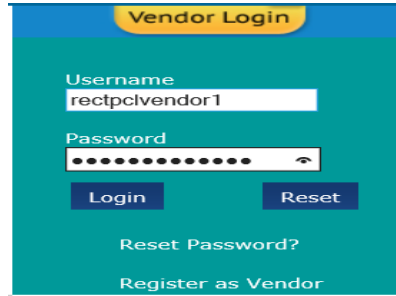 Vendor Login
Username
rectpclvendor1
Password
●●●●●●●●●●●●●
Login Reset
Reset Password?
Register as Vendor